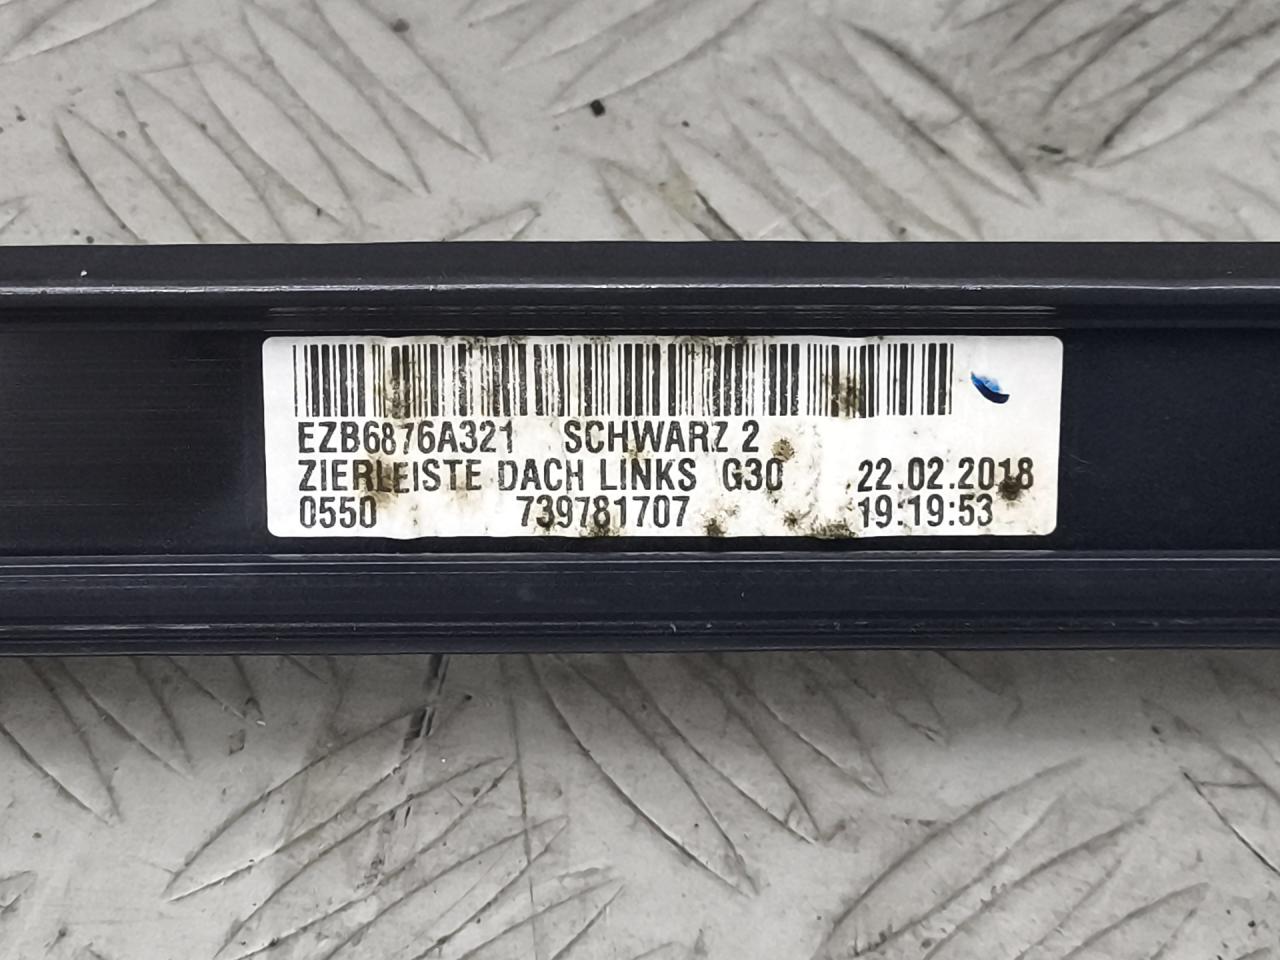 EZB6876A321 SCHWARZ 2
ZIERLEISTE DACH LINKS G30 22.02.2018
0550 739781707 19:19:53